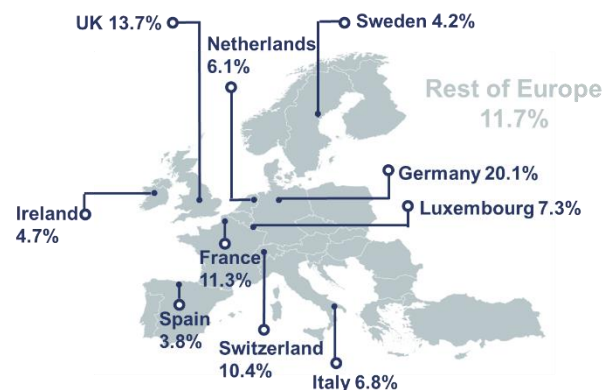 UK 13.7%
Sweden 4.2%
Netherlands
6.1%
Rest of Europe
11.7%
Germany 20.1%
Luxembourg 7.3%
Ireland
4.7%
France
11.3%
Spain
3.8%
Switzerland
10.4%
Italy 6.8%